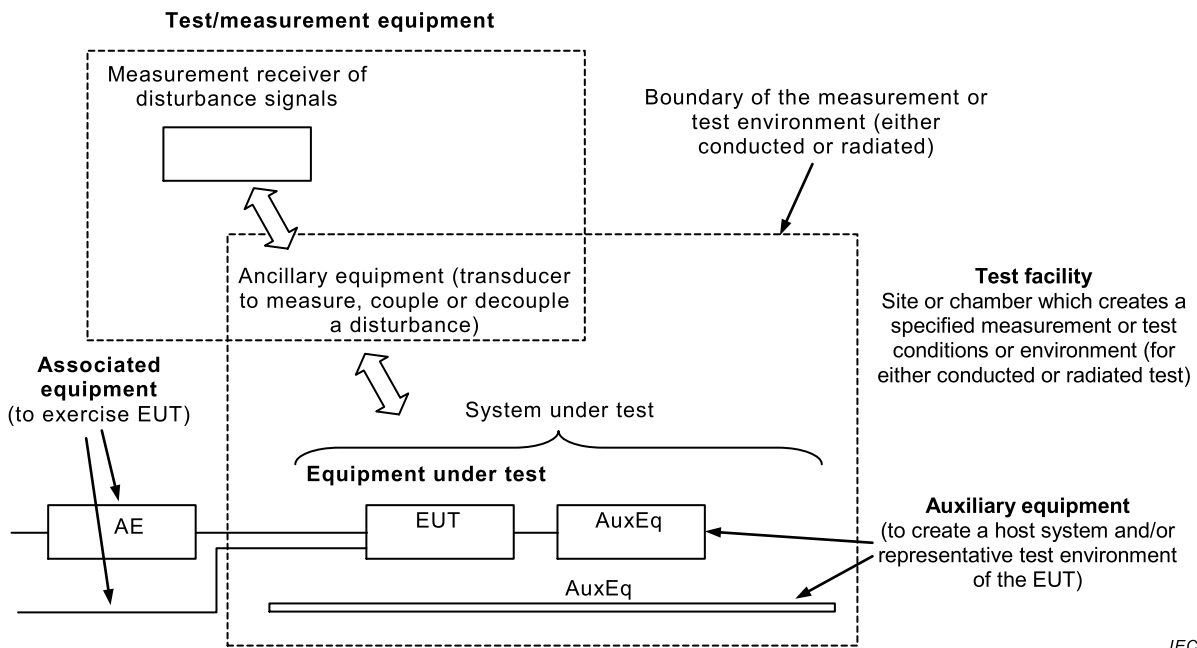 Test/measurement equipment
Measurement receiver of
disturbance signals
Boundary of the measurement or
test environment (either
conducted or radiated)
Ancillary equipment (transducer
to measure, couple or decouple
a disturbance)
Test facility
Site or chamber which creates a
specified measurement or test
conditions or environment (for
either conducted or radiated test)
Associated
equipment
(to exercise EUT)
System under test
Equipment under test
AE
EUT
AuxEq
Auxiliary equipment
(to create a host system and/or
representative test environment
of the EUT)
AuxEq
IEC